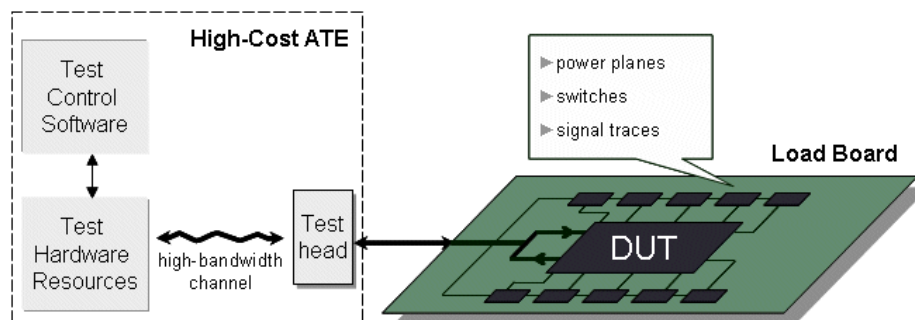 High-Cost ATE
Test
Control
Software
Test
Hardware
Resources
high-bandwidth
channel
Test
head
power planes
switches
signal traces
Load Board
DUT